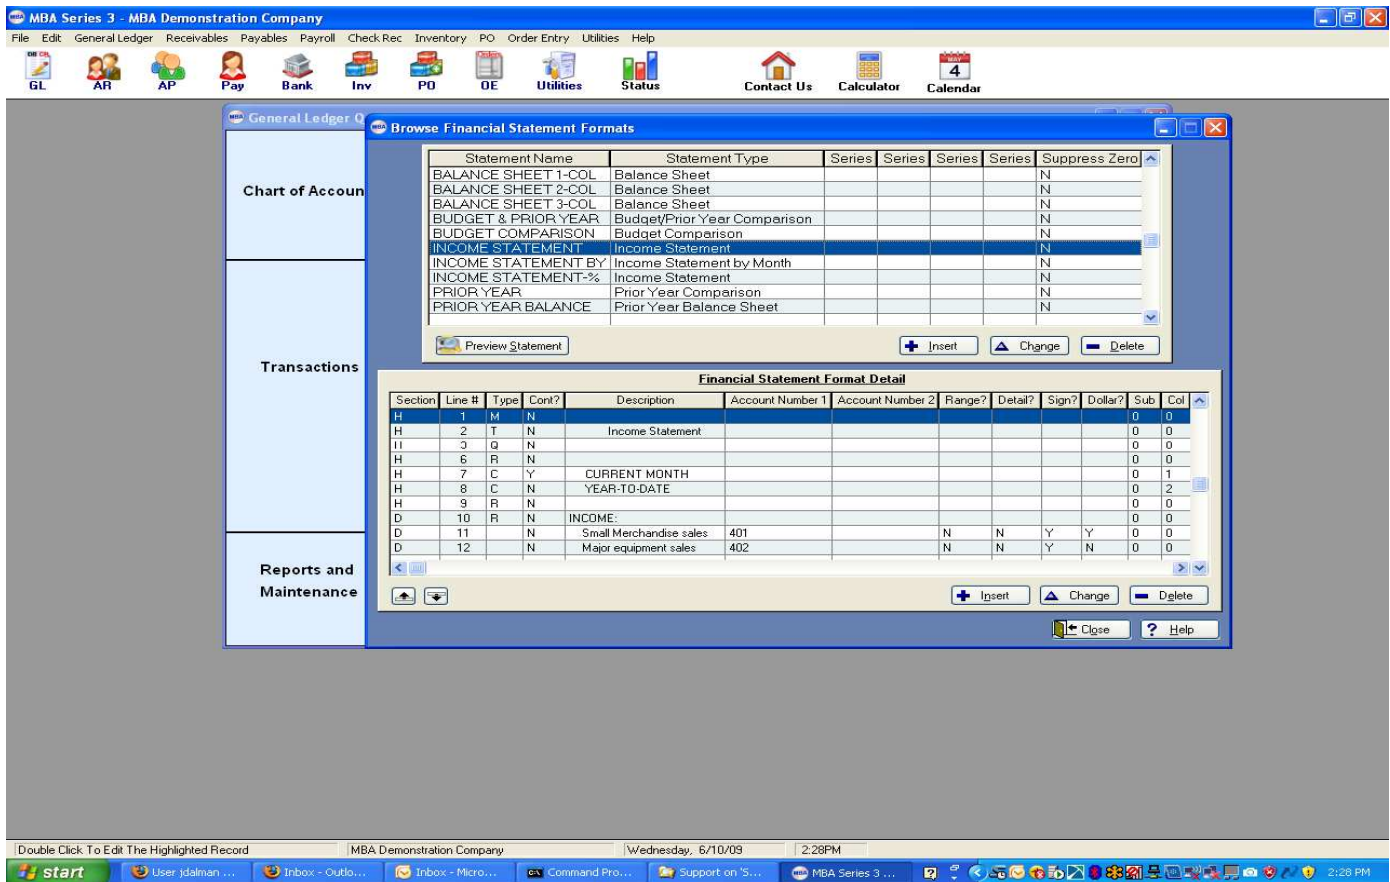 MBA Series 3 - MBA Demonstration Company
File Edit General Ledger Receivables Payables Payroll Check Rec Inventory PO Order Entry Utilities Help
GL AR AP Pay Bank Inv PO OE Utilities Status Contact Us Calculator MAY 4 Calendar
General Ledger Q
Chart of Accoun
Transactions
Reports and
Maintenance
Browse Financial Statement Formats
Statement Name Statement Type Series Series Series Series Suppress Zero
BALANCE SHEET 1-COL Balance Sheet N
BALANCE SHEET 2-COL Balance Sheet N
BALANCE SHEET 3-COL Balance Sheet N
BUDGET & PRIOR YEAR Budget/Prior Year Comparison N
BUDGET COMPARISON Budget Comparison N
INCOME STATEMENT Income Statement N
INCOME STATEMENT BY Income Statement by Month N
INCOME STATEMENT-% Income Statement N
PRIOR YEAR Prior Year Comparison N
PRIOR YEAR BALANCE Prior Year Balance Sheet N
Preview Statement Insert Change Delete
Financial Statement Format Detail
Section Line # Type Cont? Description Account Number 1 Account Number 2 Range? Detail? Sign? Dollar? Sub Col
H 1 M N 0 0
H 2 T N Income Statement 0 0
H 3 Q N 0 0
H 6 R N 0 0
H 7 C Y CURRENT MONTH 0 1
H 8 C N YEAR-TO-DATE 0 2
H 9 R N 0 0
D 10 R N INCOME: 0 0
D 11 N Small Merchandise sales 401 N N Y Y 0 0
D 12 N Major equipment sales 402 N N Y N 0 0
Insert Change Delete
Close Help
Double Click To Edit The Highlighted Record MBA Demonstration Company Wednesday, 6/10/09 2:28PM
start User jdalman ... Inbox - Outlo... Inbox - Micro... Command Pro... Support on 'S... MBA Series 3 ... 2:28 PM